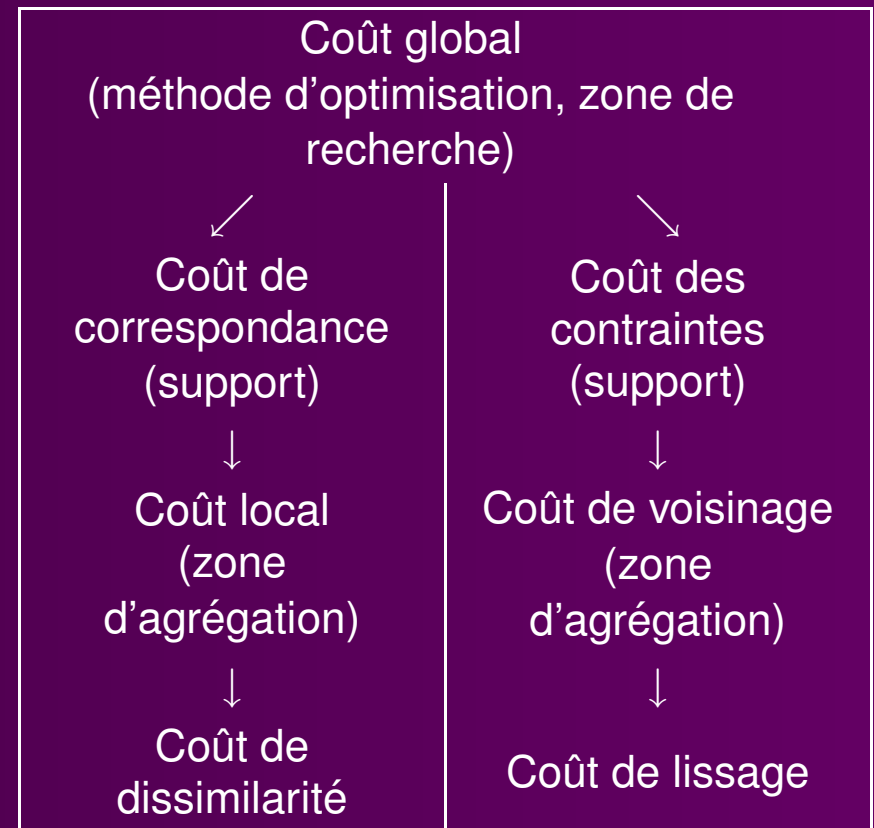 Coût global
(méthode d'optimisation, zone de
recherche)
Coût de
correspondance
(support)
↓
Coût local
(zone
d'agrégation)
↓
Coût de
dissimilarité
Coût des
contraintes
(support)
↓
Coût de voisinage
(zone
d'agrégation)
↓
Coût de lissage